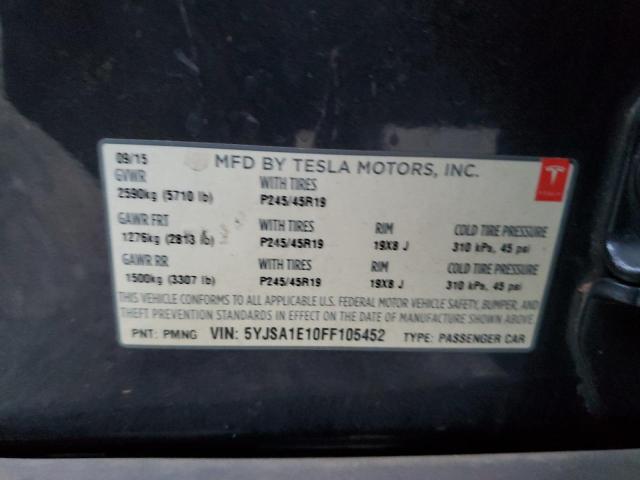 09/15 MFD BY TESLA MOTORS, INC.
GVWR WITH TIRES
2590kg (5710 lb) P245/45R19
GAWR FRT WITH TIRES RIM COLD TIRE PRESSURE
1276kg (2813 lb) P245/45R19 19X8 J 310 kPa, 45 psi
GAWR RR WITH TIRES RIM COLD TIRE PRESSURE
1500kg (3307 lb) P245/45R19 19X8 J 310 kPa, 45 psi
THIS VEHICLE CONFORMS TO ALL APPLICABLE U.S. FEDERAL MOTOR VEHICLE SAFETY, BUMPER, AND
THEFT PREVENTION STANDARDS IN EFFECT ON THE DATE OF MANUFACTURE SHOWN ABOVE.
PNT: PMNG VIN: 5YJSA1E10FF105452 TYPE: PASSENGER CAR
TESLA